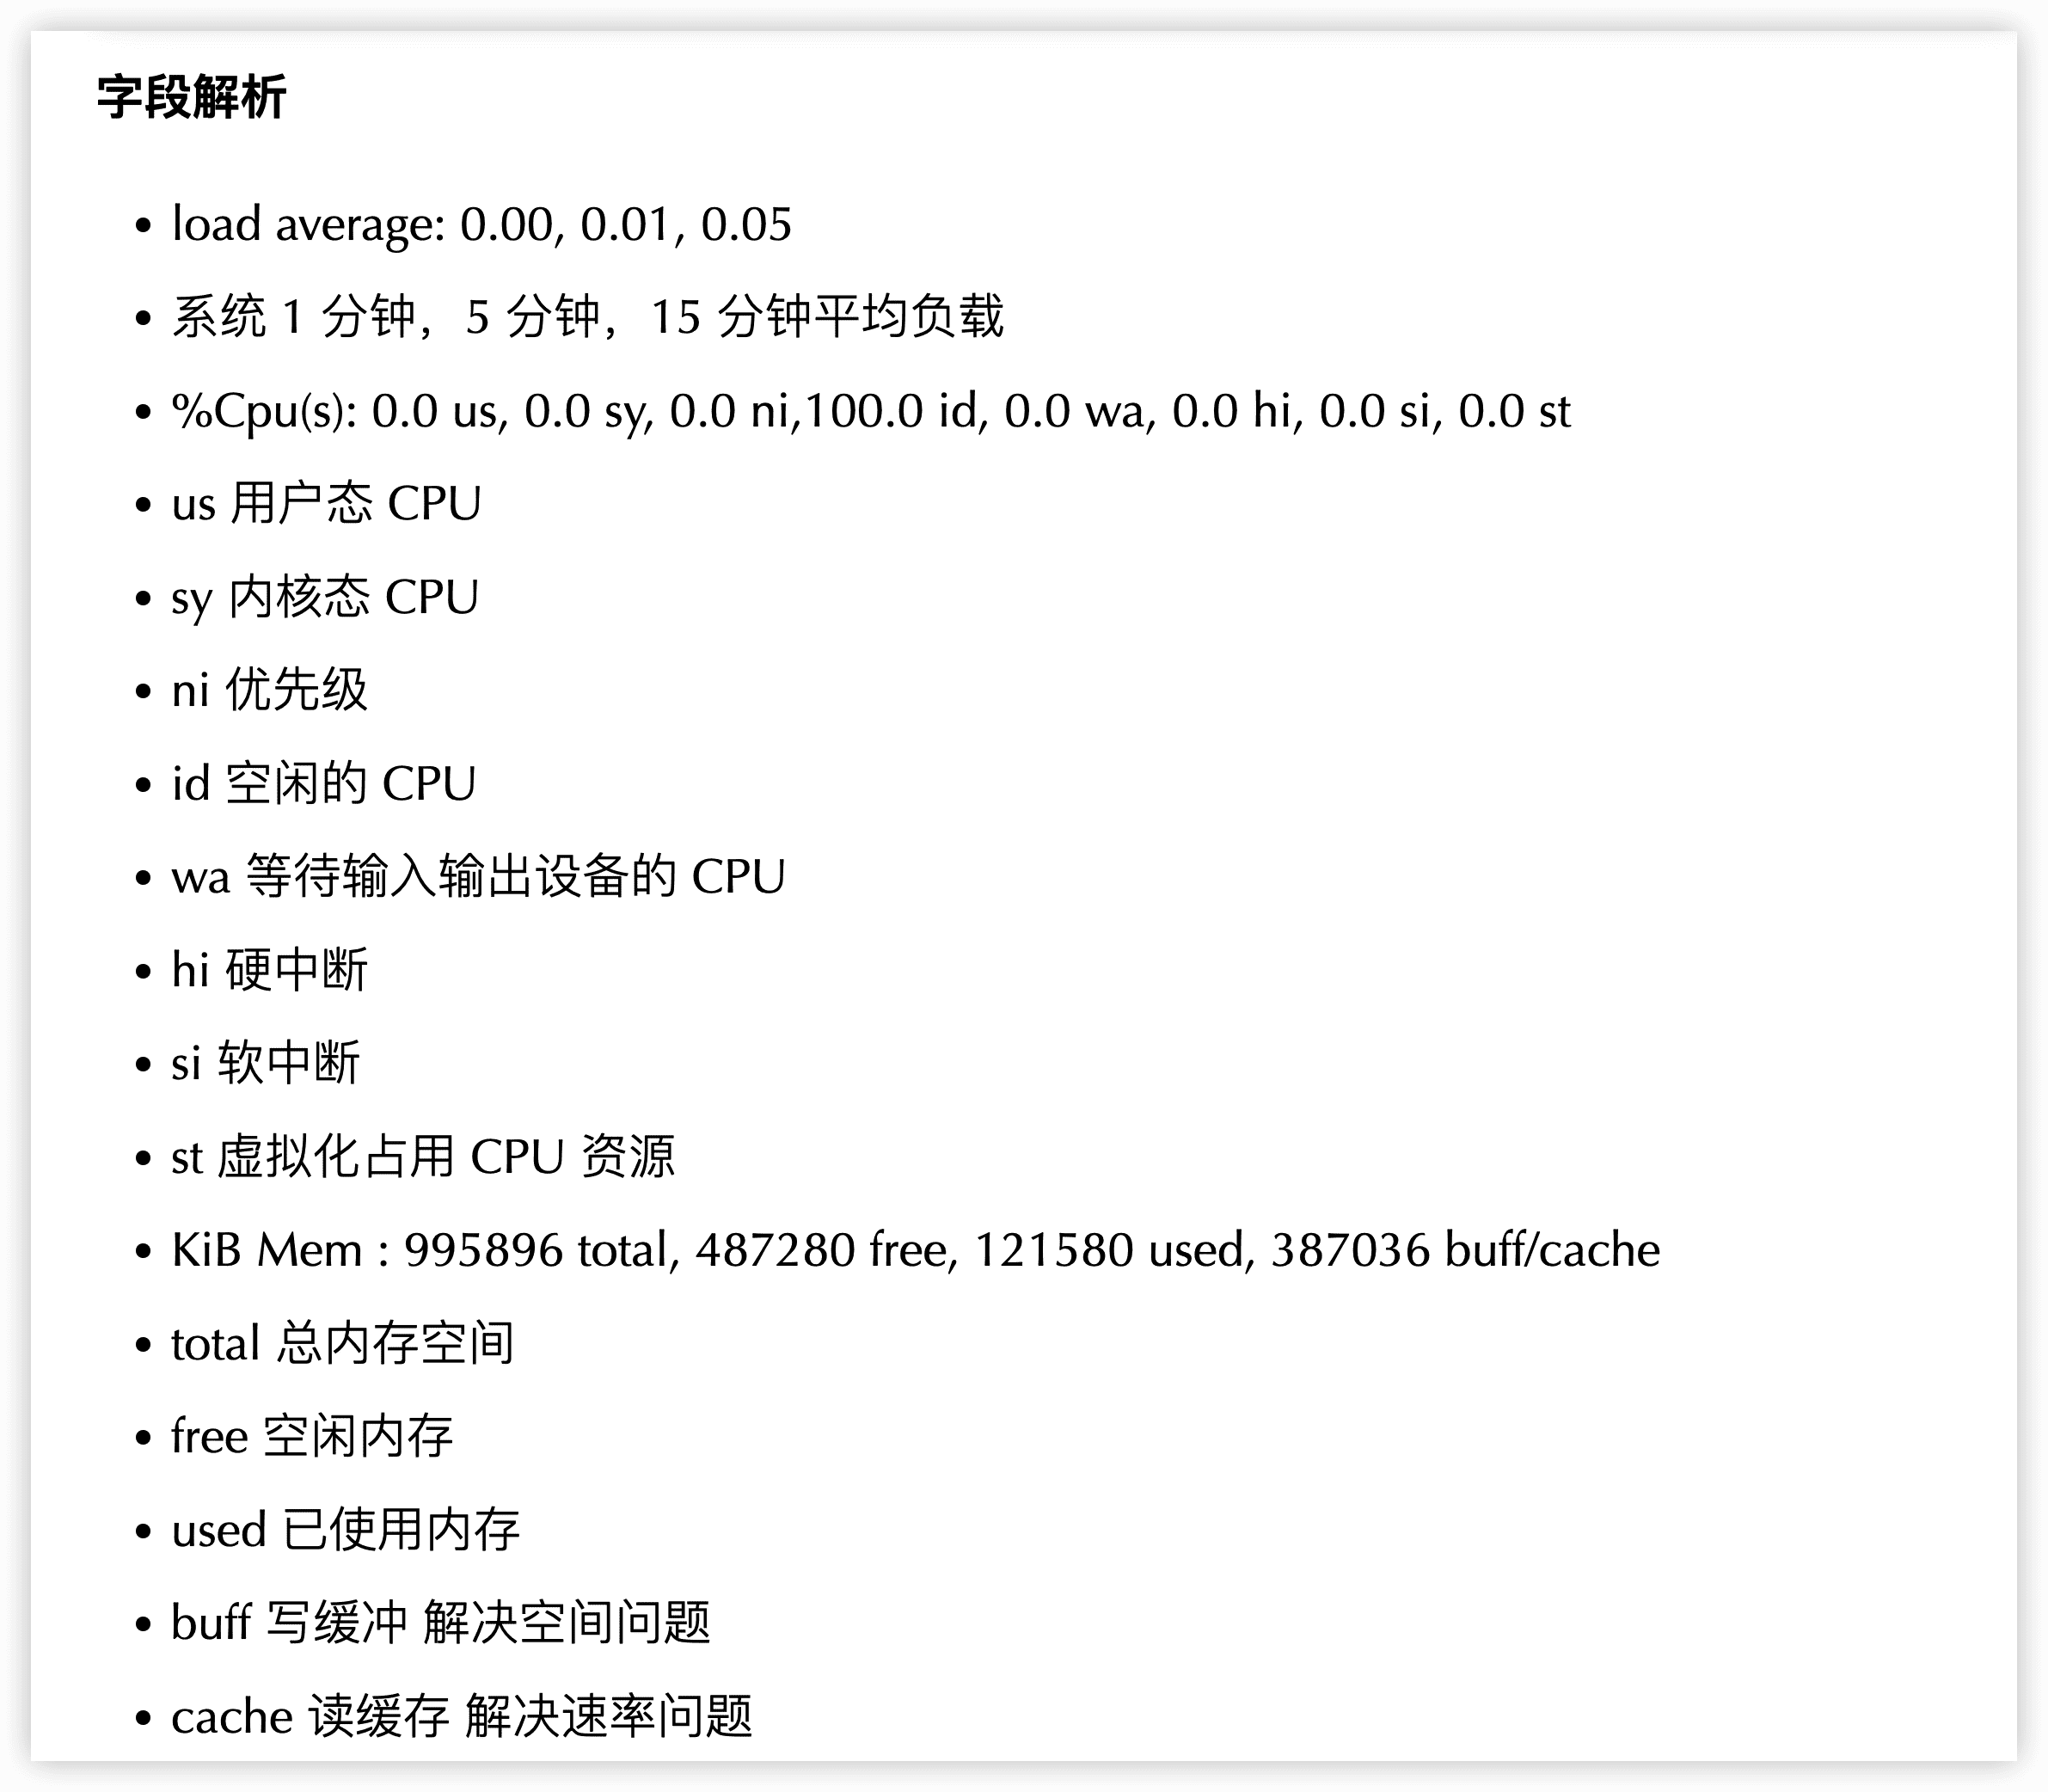 字段解析
load average: 0.00, 0.01, 0.05
系统 1 分钟，5 分钟，15 分钟平均负载
%Cpu(s): 0.0 us, 0.0 sy, 0.0 ni,100.0 id, 0.0 wa, 0.0 hi, 0.0 si, 0.0 st
us 用户态 CPU
sy 内核态 CPU
ni 优先级
id 空闲的 CPU
wa 等待输入输出设备的 CPU
hi 硬中断
si 软中断
st 虚拟化占用 CPU 资源
KiB Mem : 995896 total, 487280 free, 121580 used, 387036 buff/cache
total 总内存空间
free 空闲内存
used 已使用内存
buff 写缓冲 解决空间问题
cache 读缓存 解决速率问题